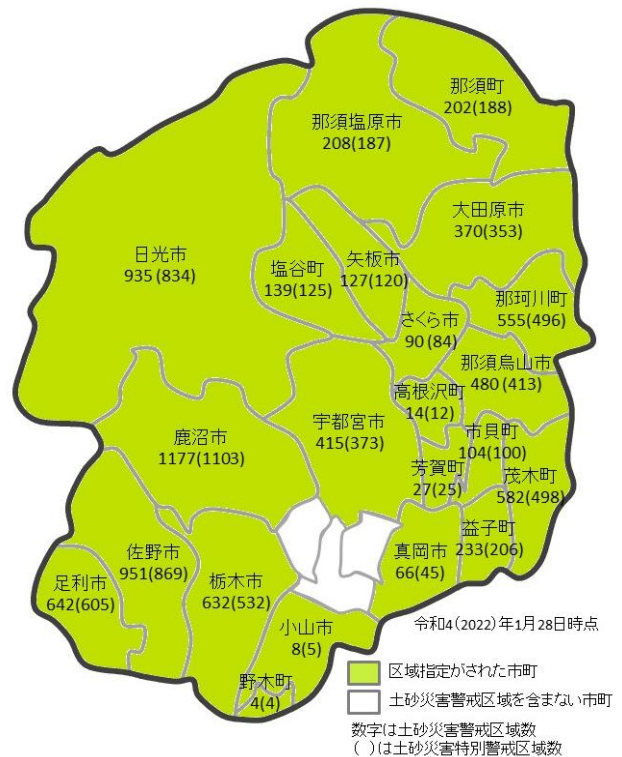 那須町
202(188)
那須塩原市
208(187)
大田原市
370(353)
日光市
935(834)
塩谷町
139(125)
矢板市
127(120)
那珂川町
555(496)
さくら市
90(84)
那須烏山市
480(413)
高根沢町
14(12)
宇都宮市
415(373)
鹿沼市
1177(1103)
市貝町
104(100)
芳賀町
27(25)
茂木町
582(498)
益子町
233(206)
真岡市
66(45)
佐野市
951(869)
足利市
642(605)
栃木市
632(532)
小山市
8(5)
野木町
4(4)
令和4(2022)年1月28日時点
区域指定がされた市町
土砂災害警戒区域を含まない市町
数字は土砂災害警戒区域数
( )は土砂災害特別警戒区域数